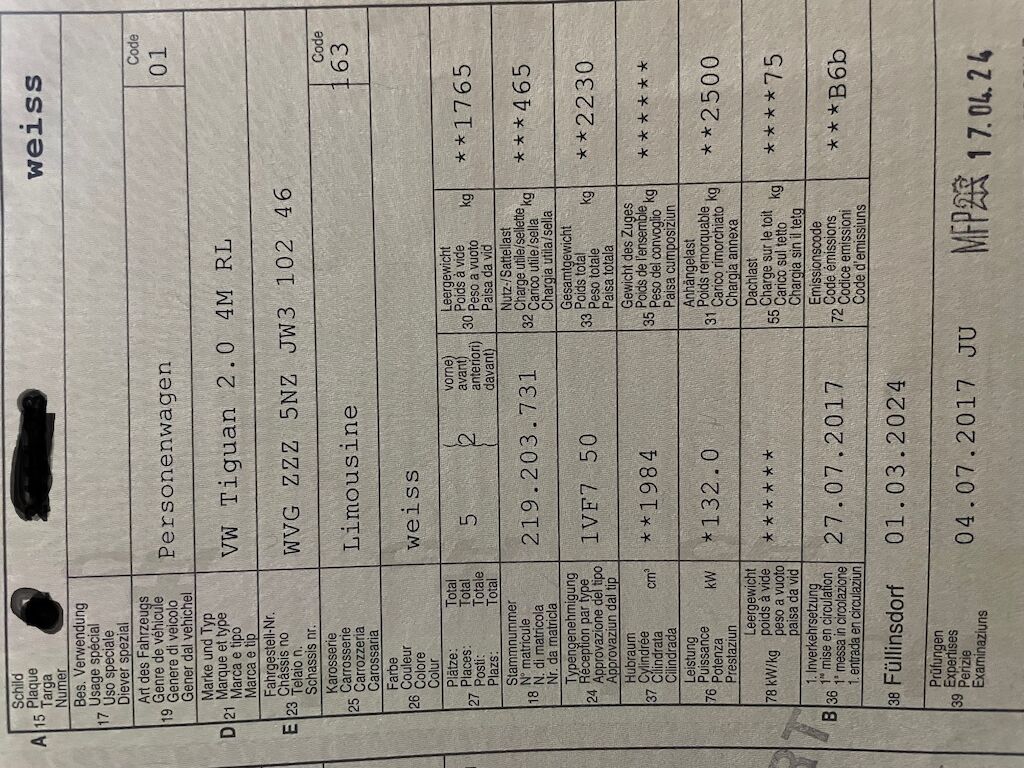 A 15 Schild
Plaque
Targa
Numer
weiss
17 Bes. Verwendung
Usage spécial
Uso speciale
Diever spezial
19 Art des Fahrzeugs
Genre de véhicule
Genere di veicolo
Gener dal vehichel
Personenwagen
Code
01
D 21 Marke und Typ
Marque et type
Marca e tipo
Marca e tip
VW Tiguan 2.0 4M RL
E 23 Fahrgestell-Nr.
Châssis no
Telaio n.
Schassis nr.
WVG ZZZ 5NZ JW3 102 46
25 Karosserie
Carrosserie
Carrozzeria
Carossaria
Limousine
Code
163
26 Farbe
Couleur
Colore
Colur
weiss
27 Plätze: Total
Places: Total
Posti: Totale
Plazs: Total
5 ( 2 vorne)
avant)
anteriori)
davant)
30 Leergewicht
Poids à vide
Peso a vuoto
Paisa da vid
kg
**1765
18 Stammnummer
N° matricule
N. di matricola
Nr. da matricla
219.203.731
32 Nutz-/Sattellast
Charge utile/sellette
Carico utile/sella
Chargia utila/sella
kg
***465
24 Typengenehmigung
Réception par type
Approvazione del tipo
Approvaziun dal tip
1VF7 50
33 Gesamtgewicht
Poids total
Peso totale
Paisa totala
kg
**2230
37 Hubraum
Cylindrée
Cilindrata
Cilindrada
cm³
**1984
35 Gewicht des Zuges
Poids de l'ensemble
Peso del convoglio
Paisa cumposiziun
kg
******
76 Leistung
Puissance
Potenza
Prestaziun
kW
*132.0
31 Anhängelast
Poids remorquable
Carico rimorchiato
Chargia annexa
kg
**2500
78 kW/kg
Leergewicht
poids à vide
peso a vuoto
paisa da vid
******
55 Dachlast
Charge sur le toit
Carico sul tetto
Chargia sin il tetg
kg
****75
B 36 1. Inverkehrsetzung
1re mise en circulation
1a messa in circolazione
1. entrada en circulaziun
27.07.2017
72 Emissionscode
Code émissions
Codice emissioni
Code d'emissiuns
***B6b
38 Füllinsdorf 01.03.2024
39 Prüfungen
Expertises
Perizie
Examinaziuns
04.07.2017 JU
MFP 17.04.24